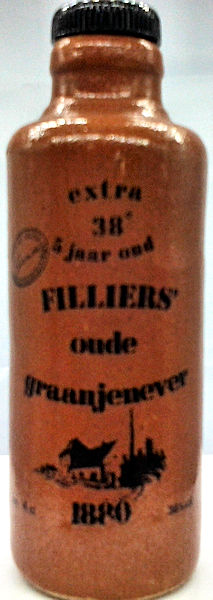 extra
38°
5 jaar oud
FILLIERS'
oude
graanjenever
1880